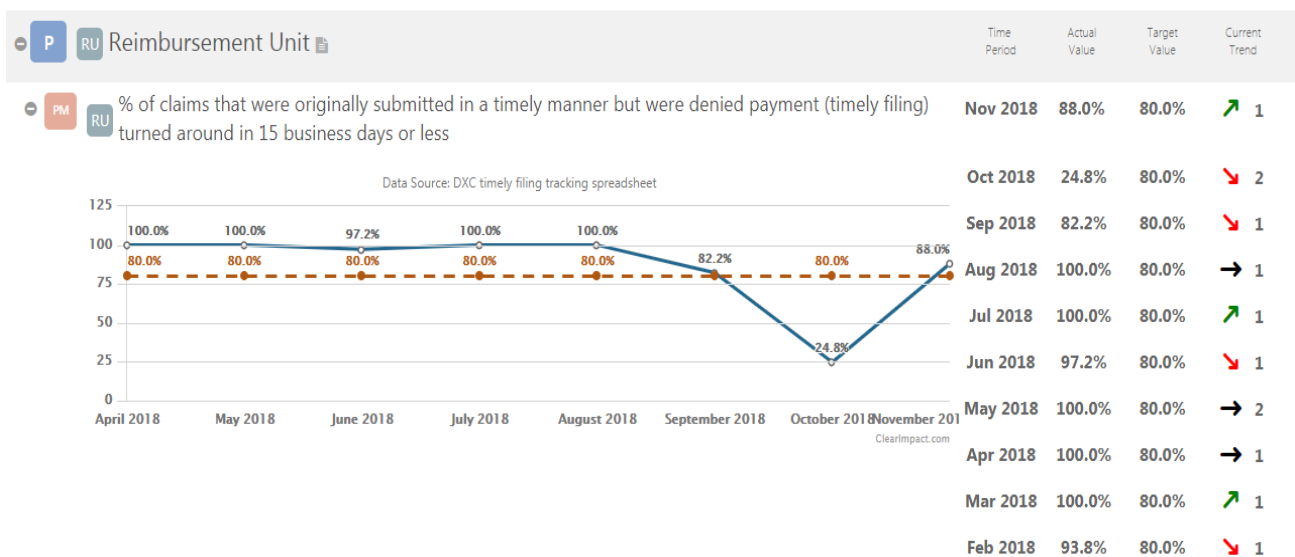 P RU Reimbursement Unit
Time Period Actual Value Target Value Current Trend
PM RU % of claims that were originally submitted in a timely manner but were denied payment (timely filing)
turned around in 15 business days or less
Nov 2018 88.0% 80.0% 1
Oct 2018 24.8% 80.0% 2
Sep 2018 82.2% 80.0% 1
Aug 2018 100.0% 80.0% 1
Jul 2018 100.0% 80.0% 1
Jun 2018 97.2% 80.0% 1
May 2018 100.0% 80.0% 2
Apr 2018 100.0% 80.0% 1
Mar 2018 100.0% 80.0% 1
Feb 2018 93.8% 80.0% 1
Data Source: DXC timely filing tracking spreadsheet
125
100
75
50
25
0
100.0% 100.0% 97.2% 100.0% 100.0% 82.2% 24.8% 88.0%
80.0% 80.0% 80.0% 80.0% 80.0% 80.0%
April 2018 May 2018 June 2018 July 2018 August 2018 September 2018 October 2018 November 201
ClearImpact.com